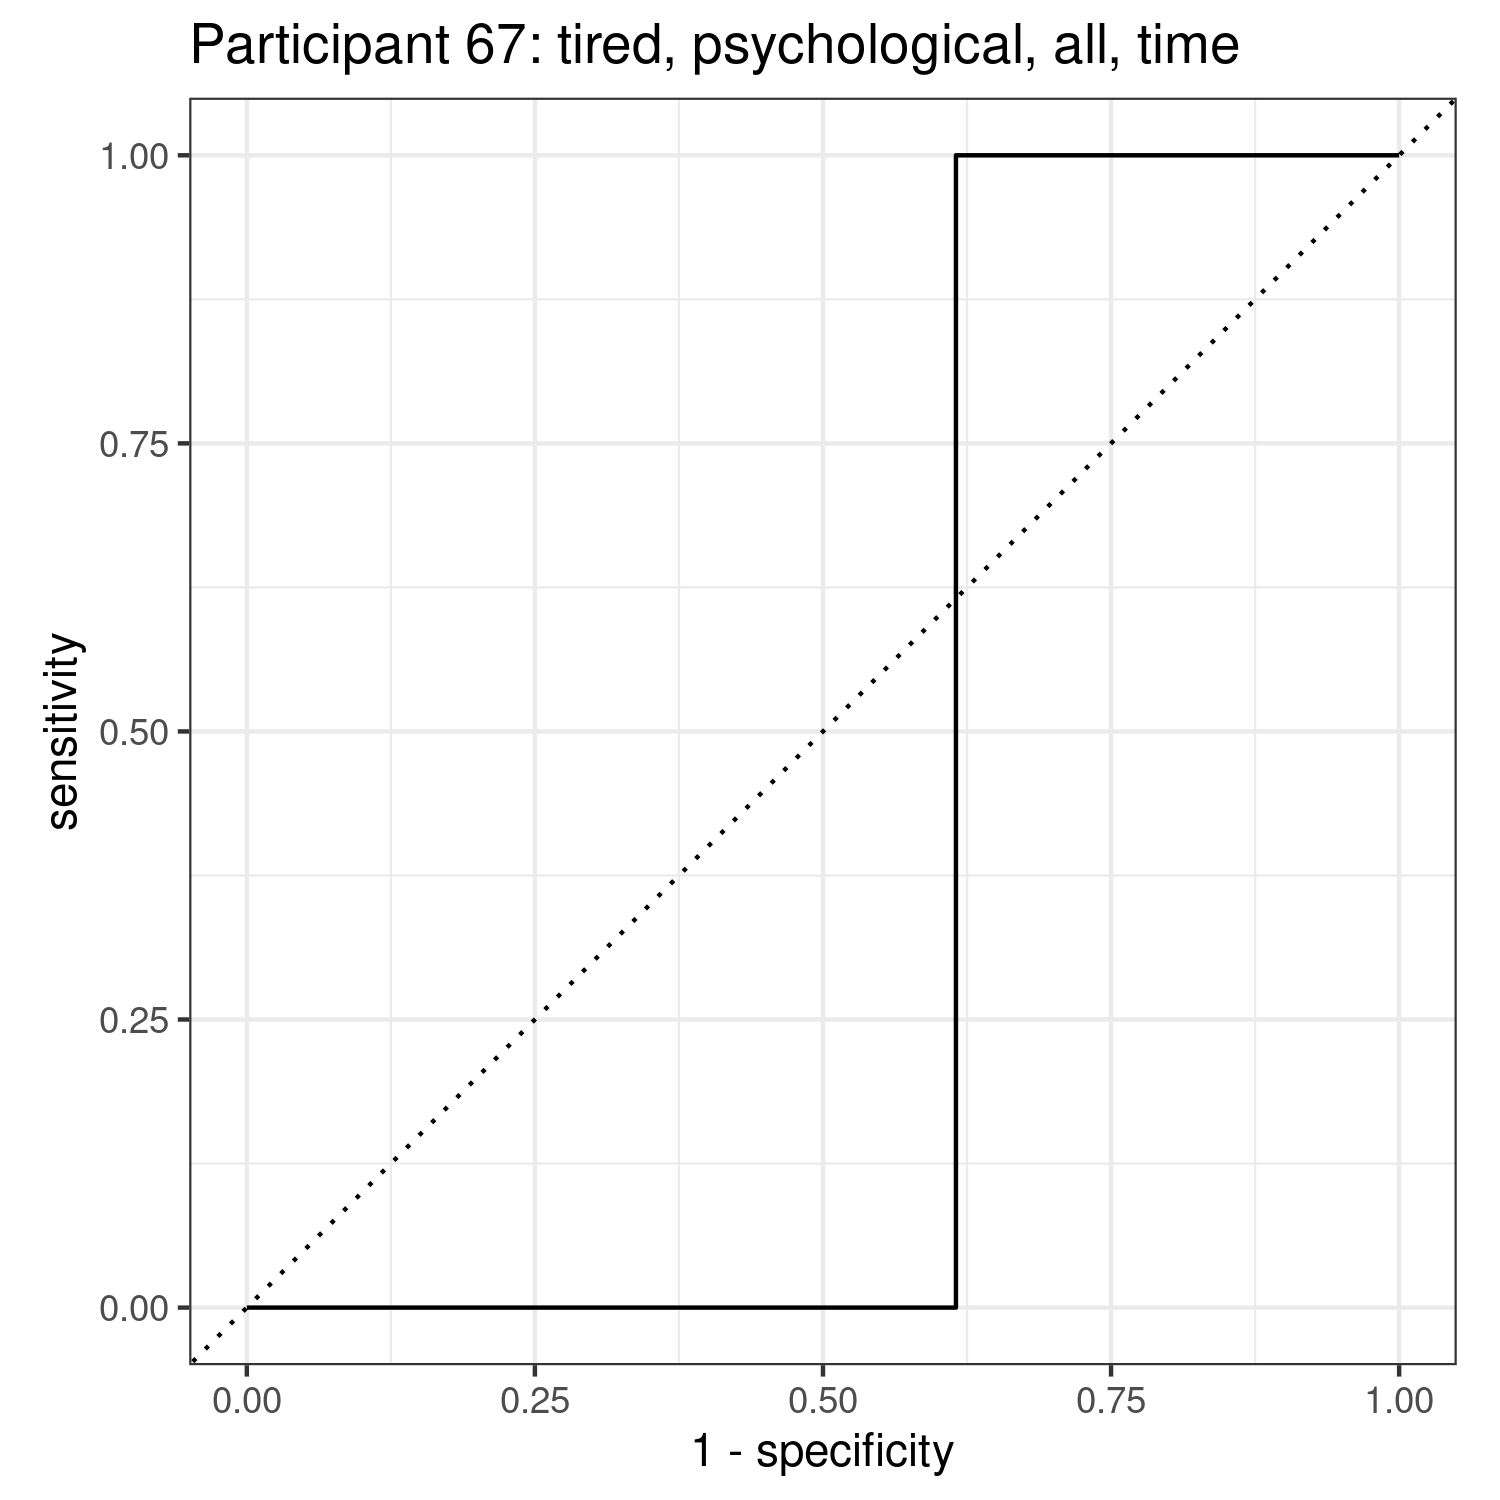 Participant 67: tired, psychological, all, time
1.00
0.75
0.50
0.25
0.00
sensitivity
0.00 0.25 0.50 0.75 1.00
1 - specificity